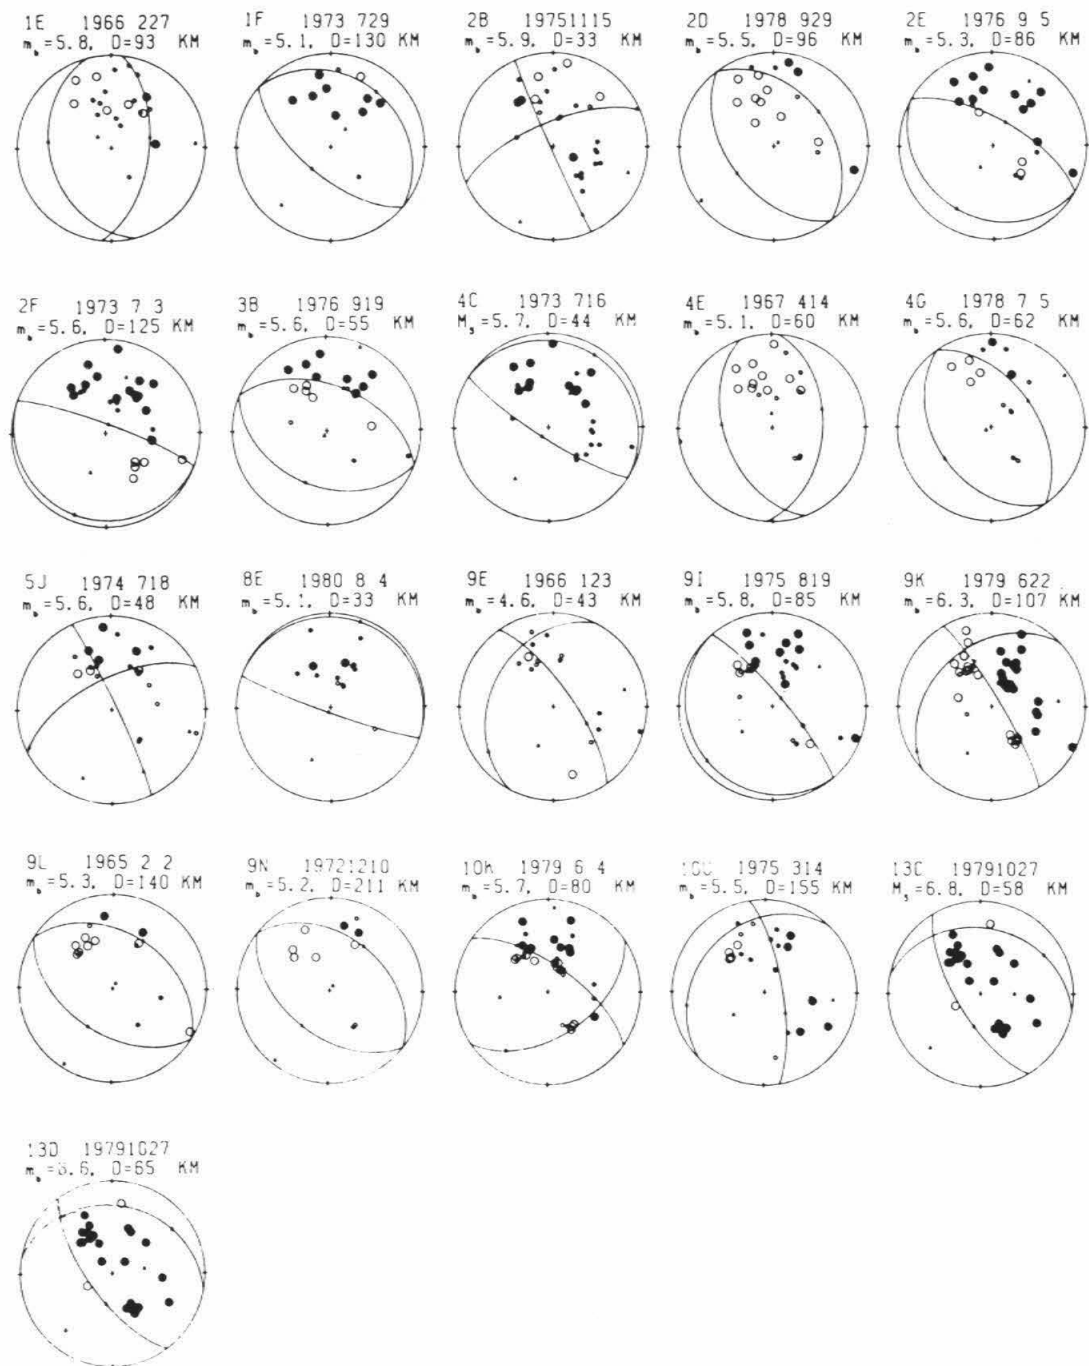 1E 1966 227
m_b=5.8, D=93 KM
1F 1973 729
m_b=5.1, D=130 KM
2B 19751115
m_b=5.9, D=33 KM
2D 1978 929
m_b=5.5, D=96 KM
2E 1976 9 5
m_b=5.3, D=86 KM
2F 1973 7 3
m_b=5.6, D=125 KM
3B 1976 919
m_b=5.6, D=55 KM
4C 1973 716
M_s=5.7, D=44 KM
4E 1967 414
m_b=5.1, D=60 KM
4G 1978 7 5
m_b=5.6, D=62 KM
5J 1974 718
m_b=5.6, D=48 KM
8E 1980 8 4
m_b=5.1, D=33 KM
9E 1966 123
m_b=4.6, D=43 KM
9I 1975 819
m_b=5.8, D=85 KM
9K 1979 622
m_b=6.3, D=107 KM
9L 1965 2 2
m_b=5.3, D=140 KM
9N 19721210
m_b=5.2, D=211 KM
10K 1979 6 4
m_b=5.7, D=80 KM
1975 314
m_b=5.5, D=155 KM
13C 19791027
M_s=6.8, D=58 KM
13D 19791027
D=65 KM